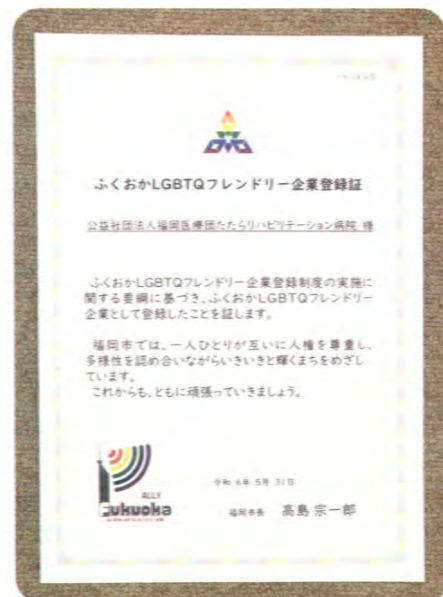 ふくおかLGBTQフレンドリー企業登録証
公益社団法人福岡医療団たたらリハビリテーション病院 様
ふくおかLGBTQフレンドリー企業登録制度の実施に
関する要綱に基づき、ふくおかLGBTQフレンドリー
企業として登録したことを証します。
福岡市では、一人ひとりが互いに人権を尊重し、
多様性を認め合いながらいきいきと輝くまちをめざし
ています。
これからも、ともに頑張っていきましょう。
ALLY
Fukuoka
令和 6年 5月 31日
福岡市長 高島 宗一郎